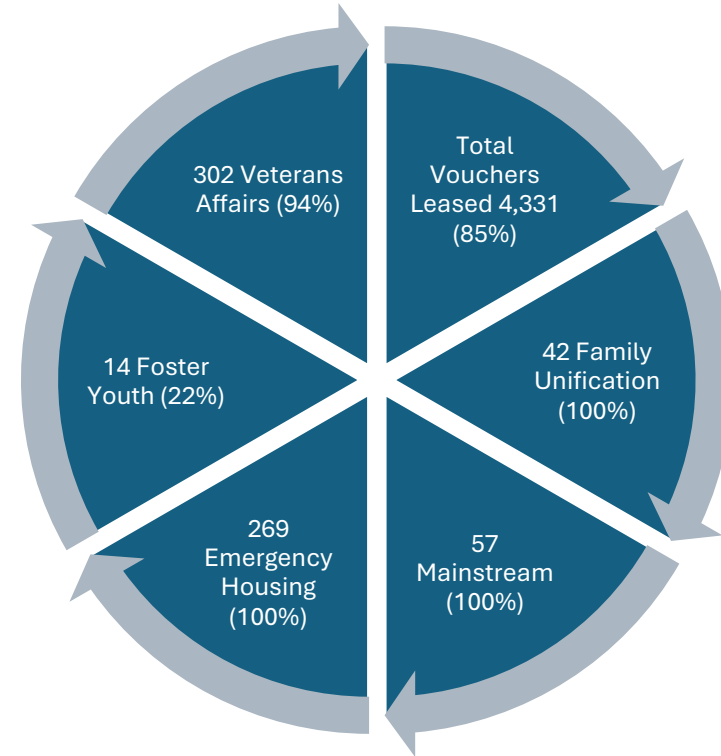 Total
Vouchers
Leased 4,331
(85%)
42 Family
Unification
(100%)
57
Mainstream
(100%)
269
Emergency
Housing
(100%)
14 Foster
Youth (22%)
302 Veterans
Affairs (94%)